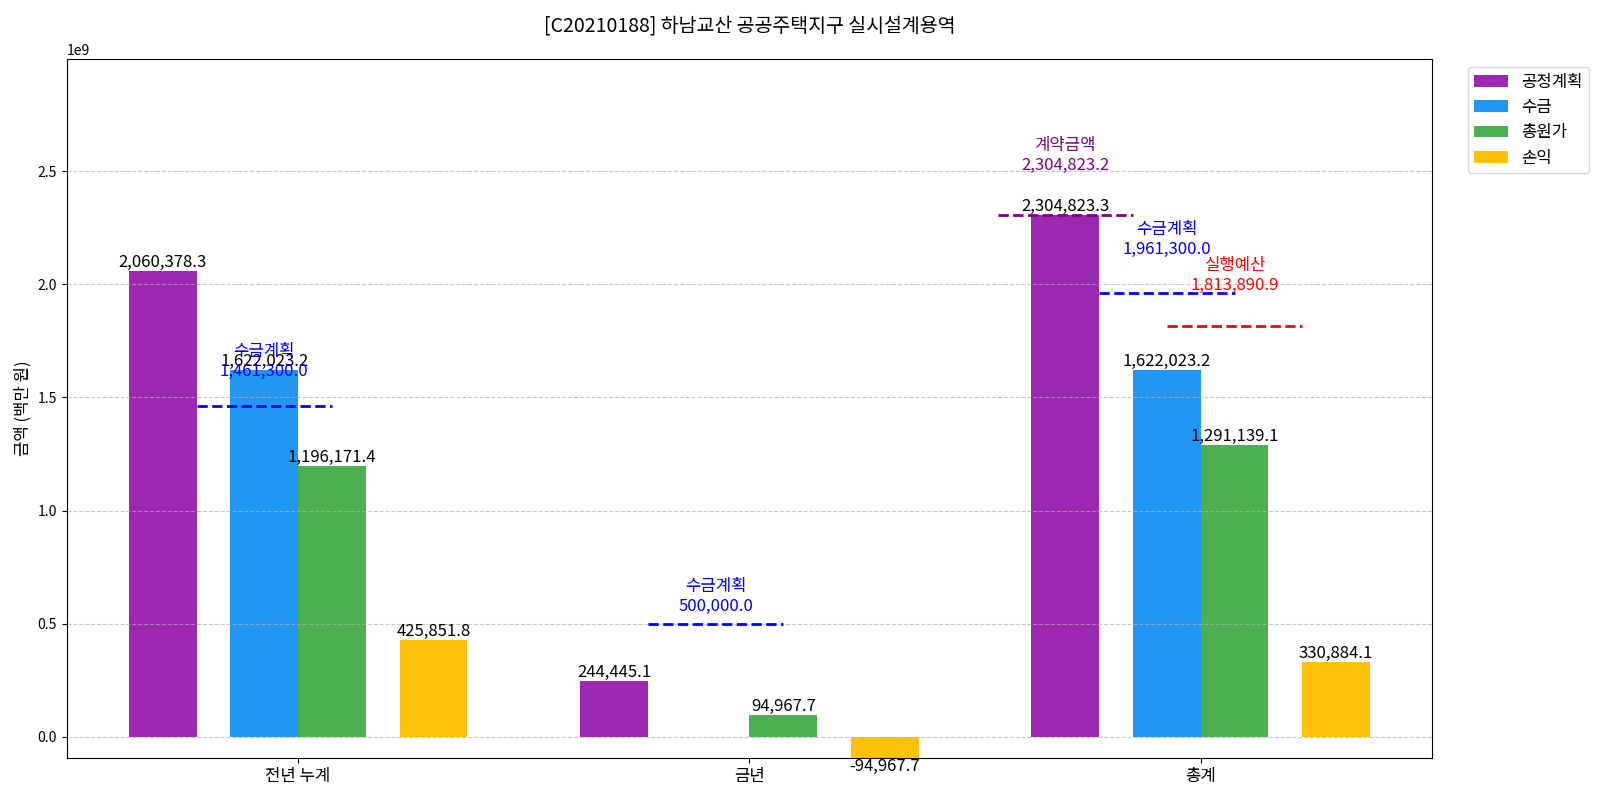 [C20210188] 하남교산 공공주택지구 실시설계용역
1e9
공정계획
수금
총원가
손익
금액 (백만 원)
2.5
2.0
1.5
1.0
0.5
0.0
2,060,378.3
수금계획
1,622,023.2
1,461,300.0
1,196,171.4
425,851.8
수금계획
500,000.0
244,445.1
94,967.7
-94,967.7
계약금액
2,304,823.2
2,304,823.3
수금계획
1,961,300.0
실행예산
1,813,890.9
1,622,023.2
1,291,139.1
330,884.1
전년 누계
금년
총계